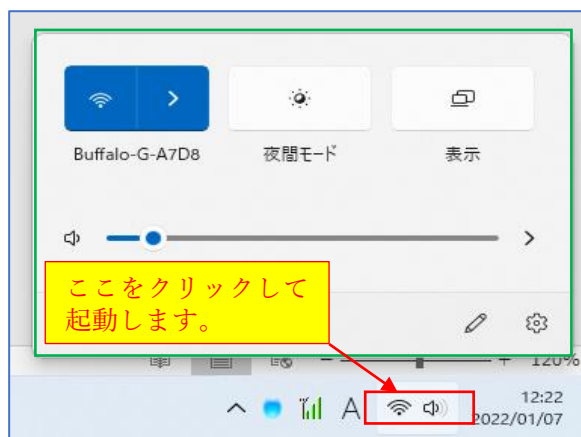 Buffalo-G-A7D8
夜間モード
表示
ここをクリックして
起動します。
120%
A
12:22
2022/01/07